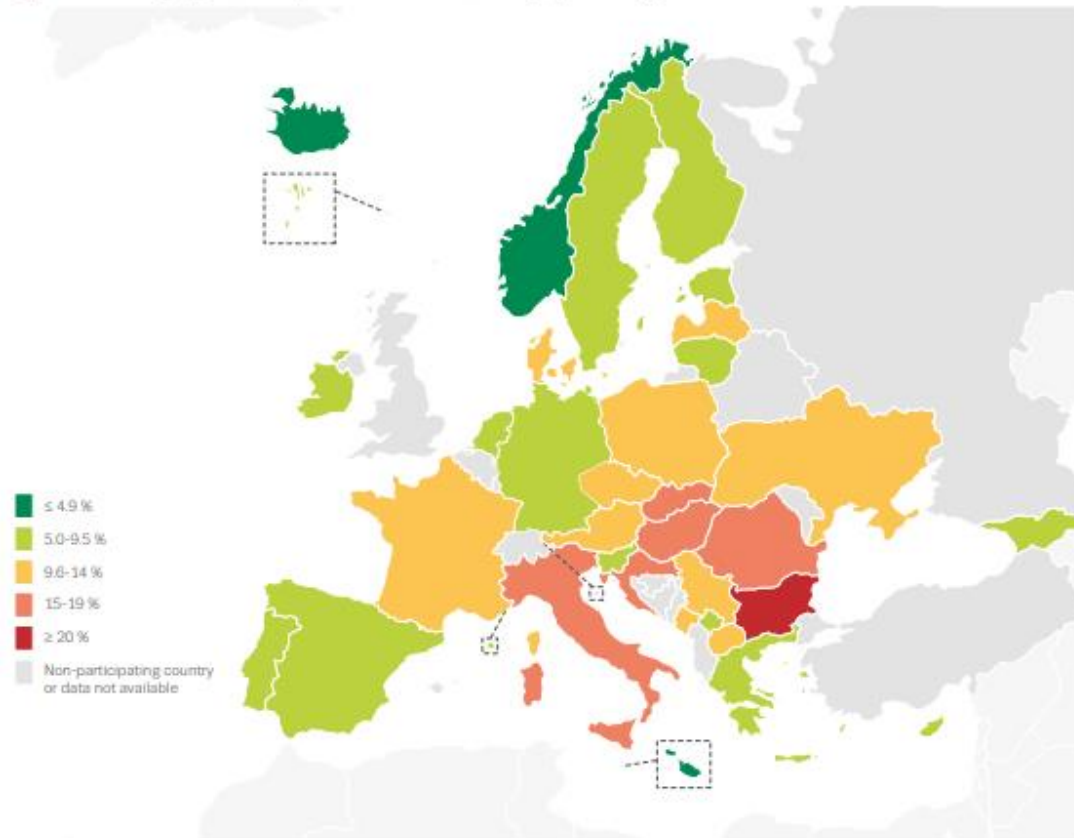 ≤ 4.9 %
5.0-9.5 %
9.6-14 %
15-19 %
≥ 20 %
Non-participating country
or data not available